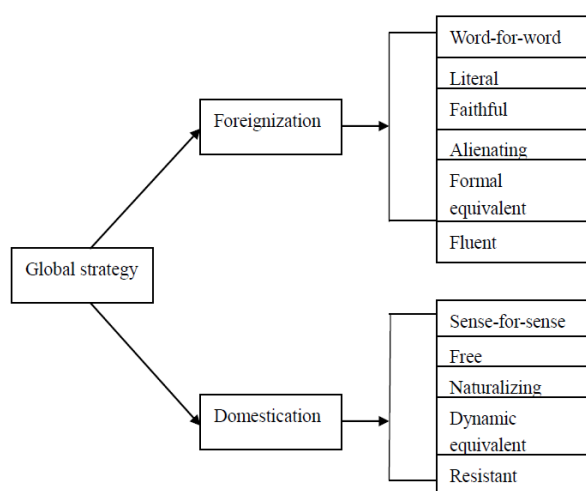 Global strategy
Foreignization
Word-for-word
Literal
Faithful
Alienating
Formal
equivalent
Fluent
Domestication
Sense-for-sense
Free
Naturalizing
Dynamic
equivalent
Resistant